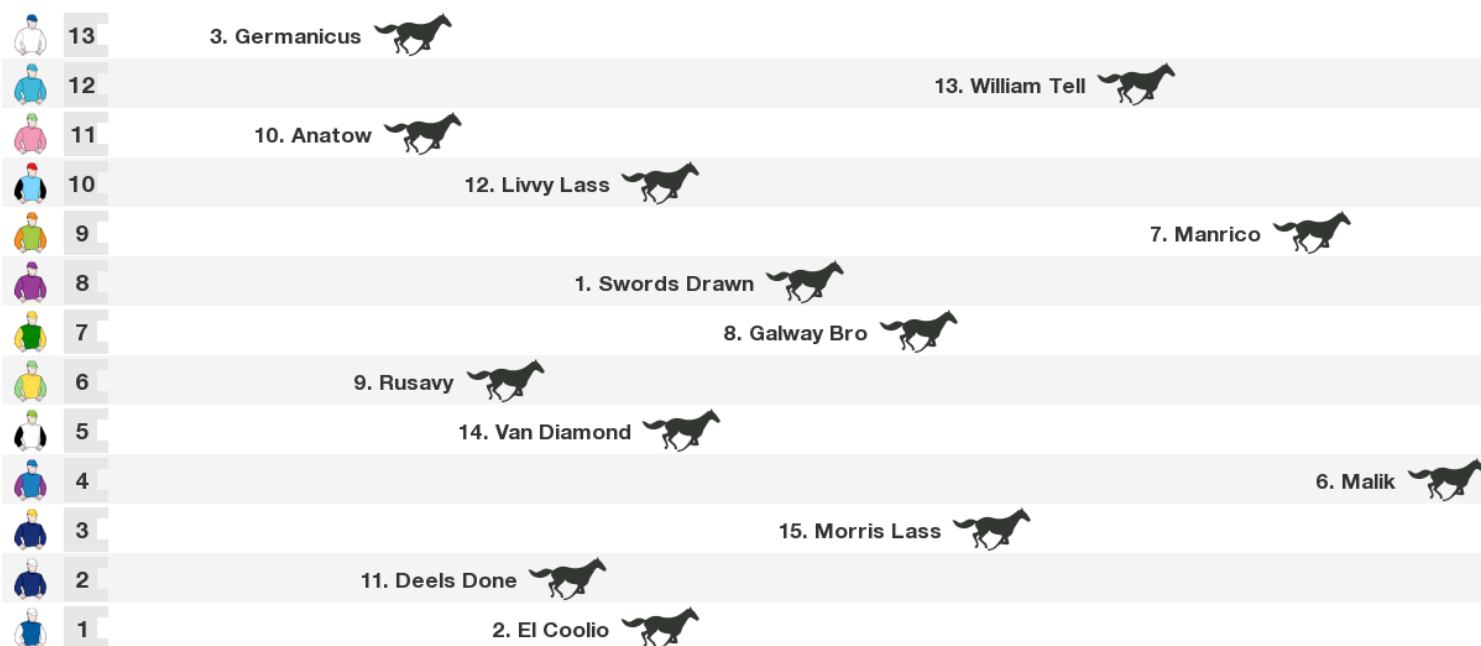 13 3. Germanicus
12 13. William Tell
11 10. Anatow
10 12. Livvy Lass
9 7. Manrico
8 1. Swords Drawn
7 8. Galway Bro
6 9. Rusavy
5 14. Van Diamond
4 6. Malik
3 15. Morris Lass
2 11. Deels Done
1 2. El Coolio